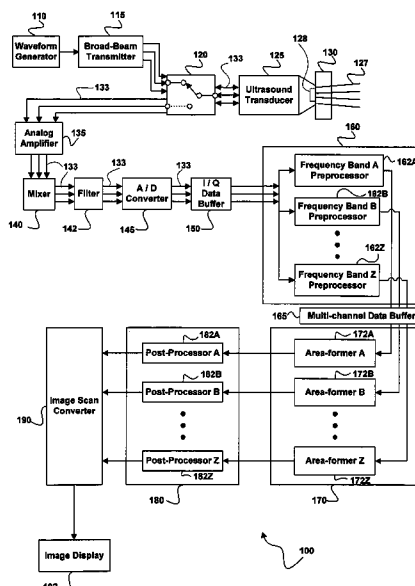 110
Waveform
Generator
115
Broad-Beam
Transmitter
120
133
125
Ultrasound
Transducer
128
130
127
133
Analog
Amplifier
135
133
Mixer
140
133
Filter
142
A / D
Converter
145
133
I / Q
Data
Buffer
150
160
162A
Frequency Band A
Preprocessor
162B
Frequency Band B
Preprocessor
162Z
Frequency Band Z
Preprocessor
165
Multi-channel Data Buffer
172A
Area-former A
172B
Area-former B
Area-former Z
172Z
170
182A
Post-Processor A
182B
Post-Processor B
Post-Processor Z
182Z
180
Image Scan
Converter
190
Image Display
100